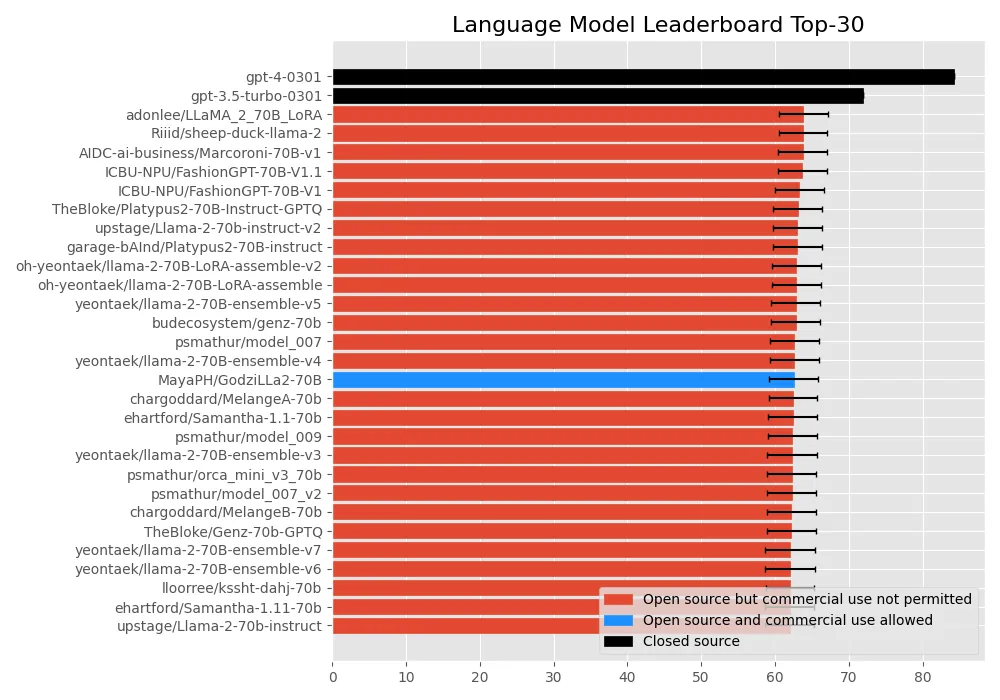 Language Model Leaderboard Top-30
gpt-4-0301
gpt-3.5-turbo-0301
adonlee/LLaMA_2_70B_LoRA
Riiid/sheep-duck-llama-2
AIDC-ai-business/Marcoroni-70B-v1
ICBU-NPU/FashionGPT-70B-V1.1
ICBU-NPU/FashionGPT-70B-V1
TheBloke/Platypus2-70B-Instruct-GPTQ
upstage/Llama-2-70b-instruct-v2
garage-bAInd/Platypus2-70B-instruct
oh-yeontaek/llama-2-70B-LoRA-assemble-v2
oh-yeontaek/llama-2-70B-LoRA-assemble
yeontaek/llama-2-70B-ensemble-v5
budecosystem/genz-70b
psmathur/model_007
yeontaek/llama-2-70B-ensemble-v4
MayaPH/GodziLLa2-70B
chargoddard/MelangeA-70b
ehartford/Samantha-1.1-70b
psmathur/model_009
yeontaek/llama-2-70B-ensemble-v3
psmathur/orca_mini_v3_70b
psmathur/model_007_v2
chargoddard/MelangeB-70b
TheBloke/Genz-70b-GPTQ
yeontaek/llama-2-70B-ensemble-v7
yeontaek/llama-2-70B-ensemble-v6
lloorree/kssht-dahj-70b
ehartford/Samantha-1.11-70b
upstage/Llama-2-70b-instruct
Open source but commercial use not permitted
Open source and commercial use allowed
Closed source
0 10 20 30 40 50 60 70 80